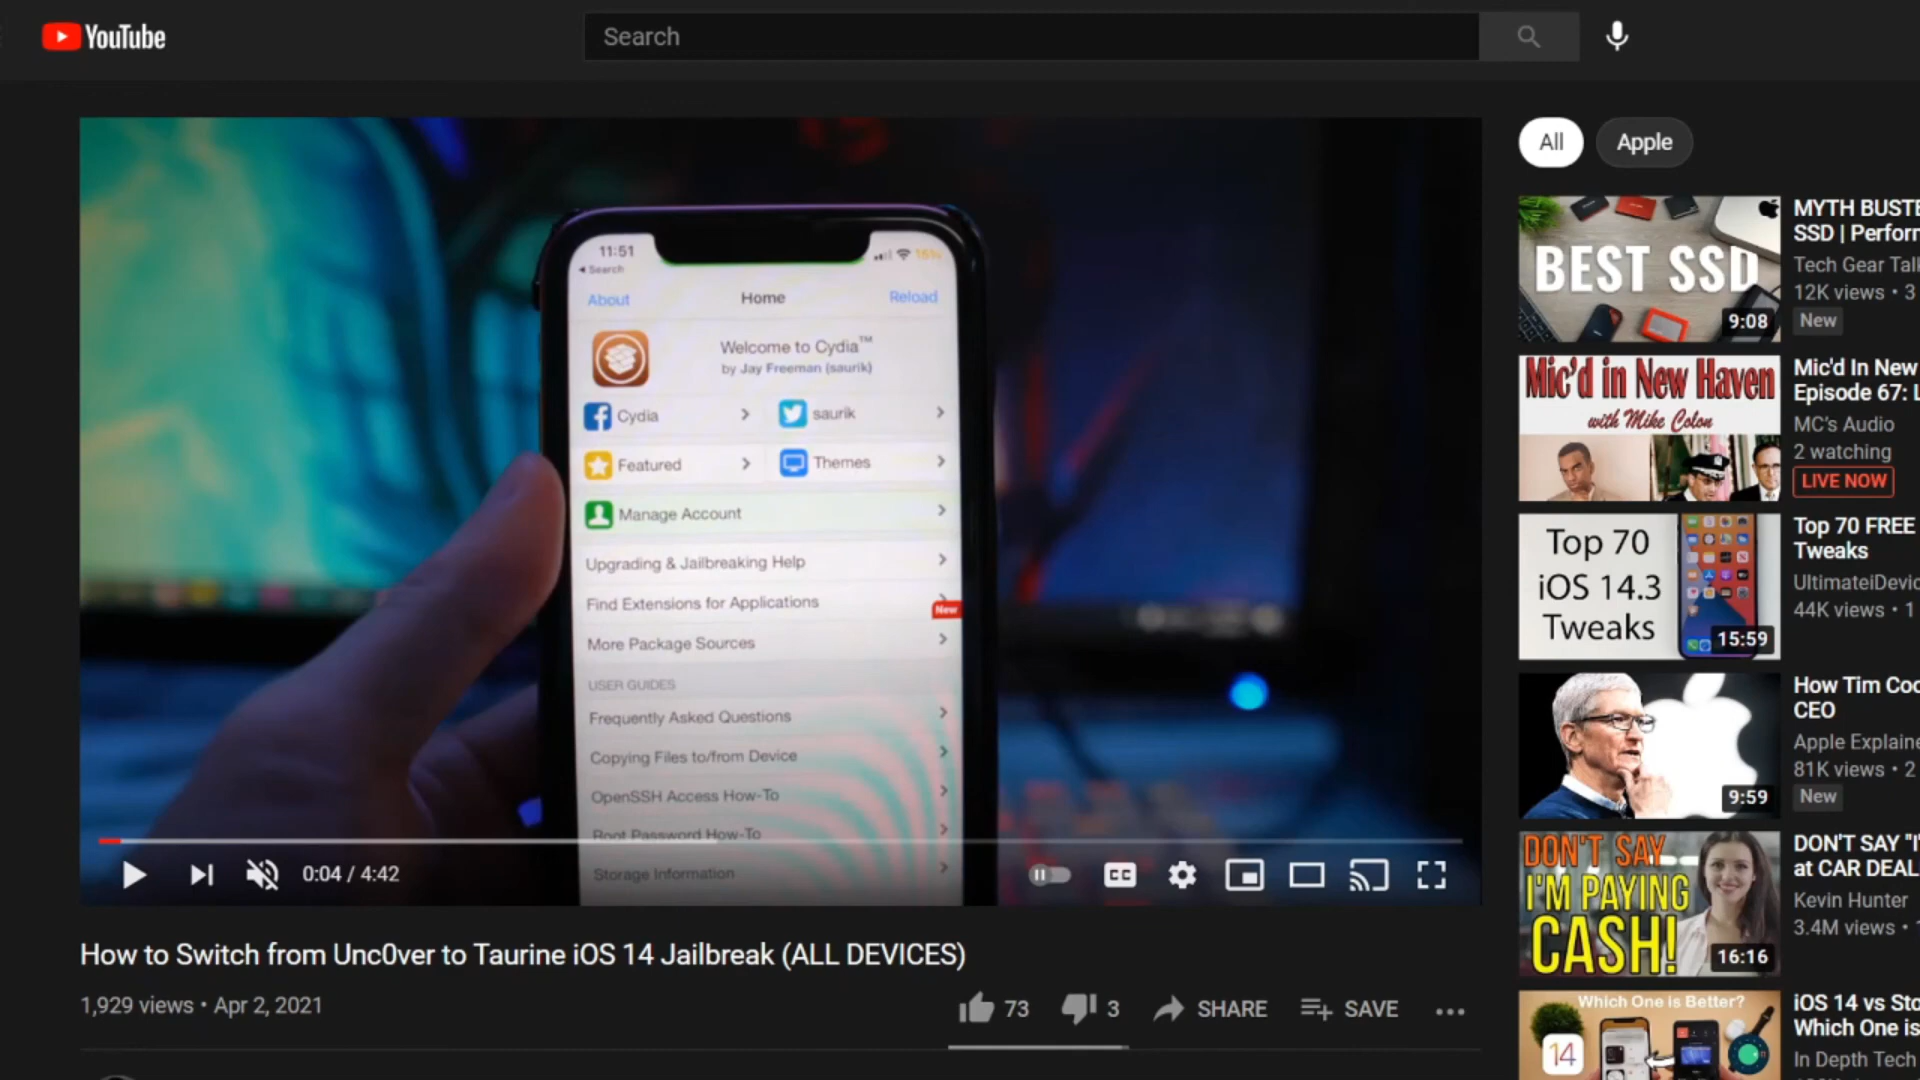 YouTube
Search
11:51
Search
About
Home
Reload
Welcome to Cydia™
by Jay Freeman (saurik)
Cydia
saurik
Featured
Themes
Manage Account
Upgrading & Jailbreaking Help
Find Extensions for Applications
New
More Package Sources
USER GUIDES
Frequently Asked Questions
Copying Files to/from Device
OpenSSH Access How-To
Root Password How-To
Storage Information
0:04 / 4:42
CC
How to Switch from Unc0ver to Taurine iOS 14 Jailbreak (ALL DEVICES)
1,929 views • Apr 2, 2021
73
3
SHARE
SAVE
All
Apple
BEST SSD
9:08
MYTH BUSTE
SSD | Perforr
Tech Gear Talk
12K views • 3
New
Mic'd in New Haven
with Mike Colon
Mic'd In New
Episode 67: L
MC's Audio
2 watching
LIVE NOW
Top 70
iOS 14.3
Tweaks
15:59
Top 70 FREE
Tweaks
UltimateiDevic
44K views • 1
9:59
How Tim Coo
CEO
Apple Explaine
81K views • 2
New
DON'T SAY
I'M PAYING
CASH!
16:16
DON'T SAY "I'
at CAR DEAL
Kevin Hunter
3.4M views •
Which One is Better?
14
iOS 14 vs Sto
Which One is
In Depth Tech